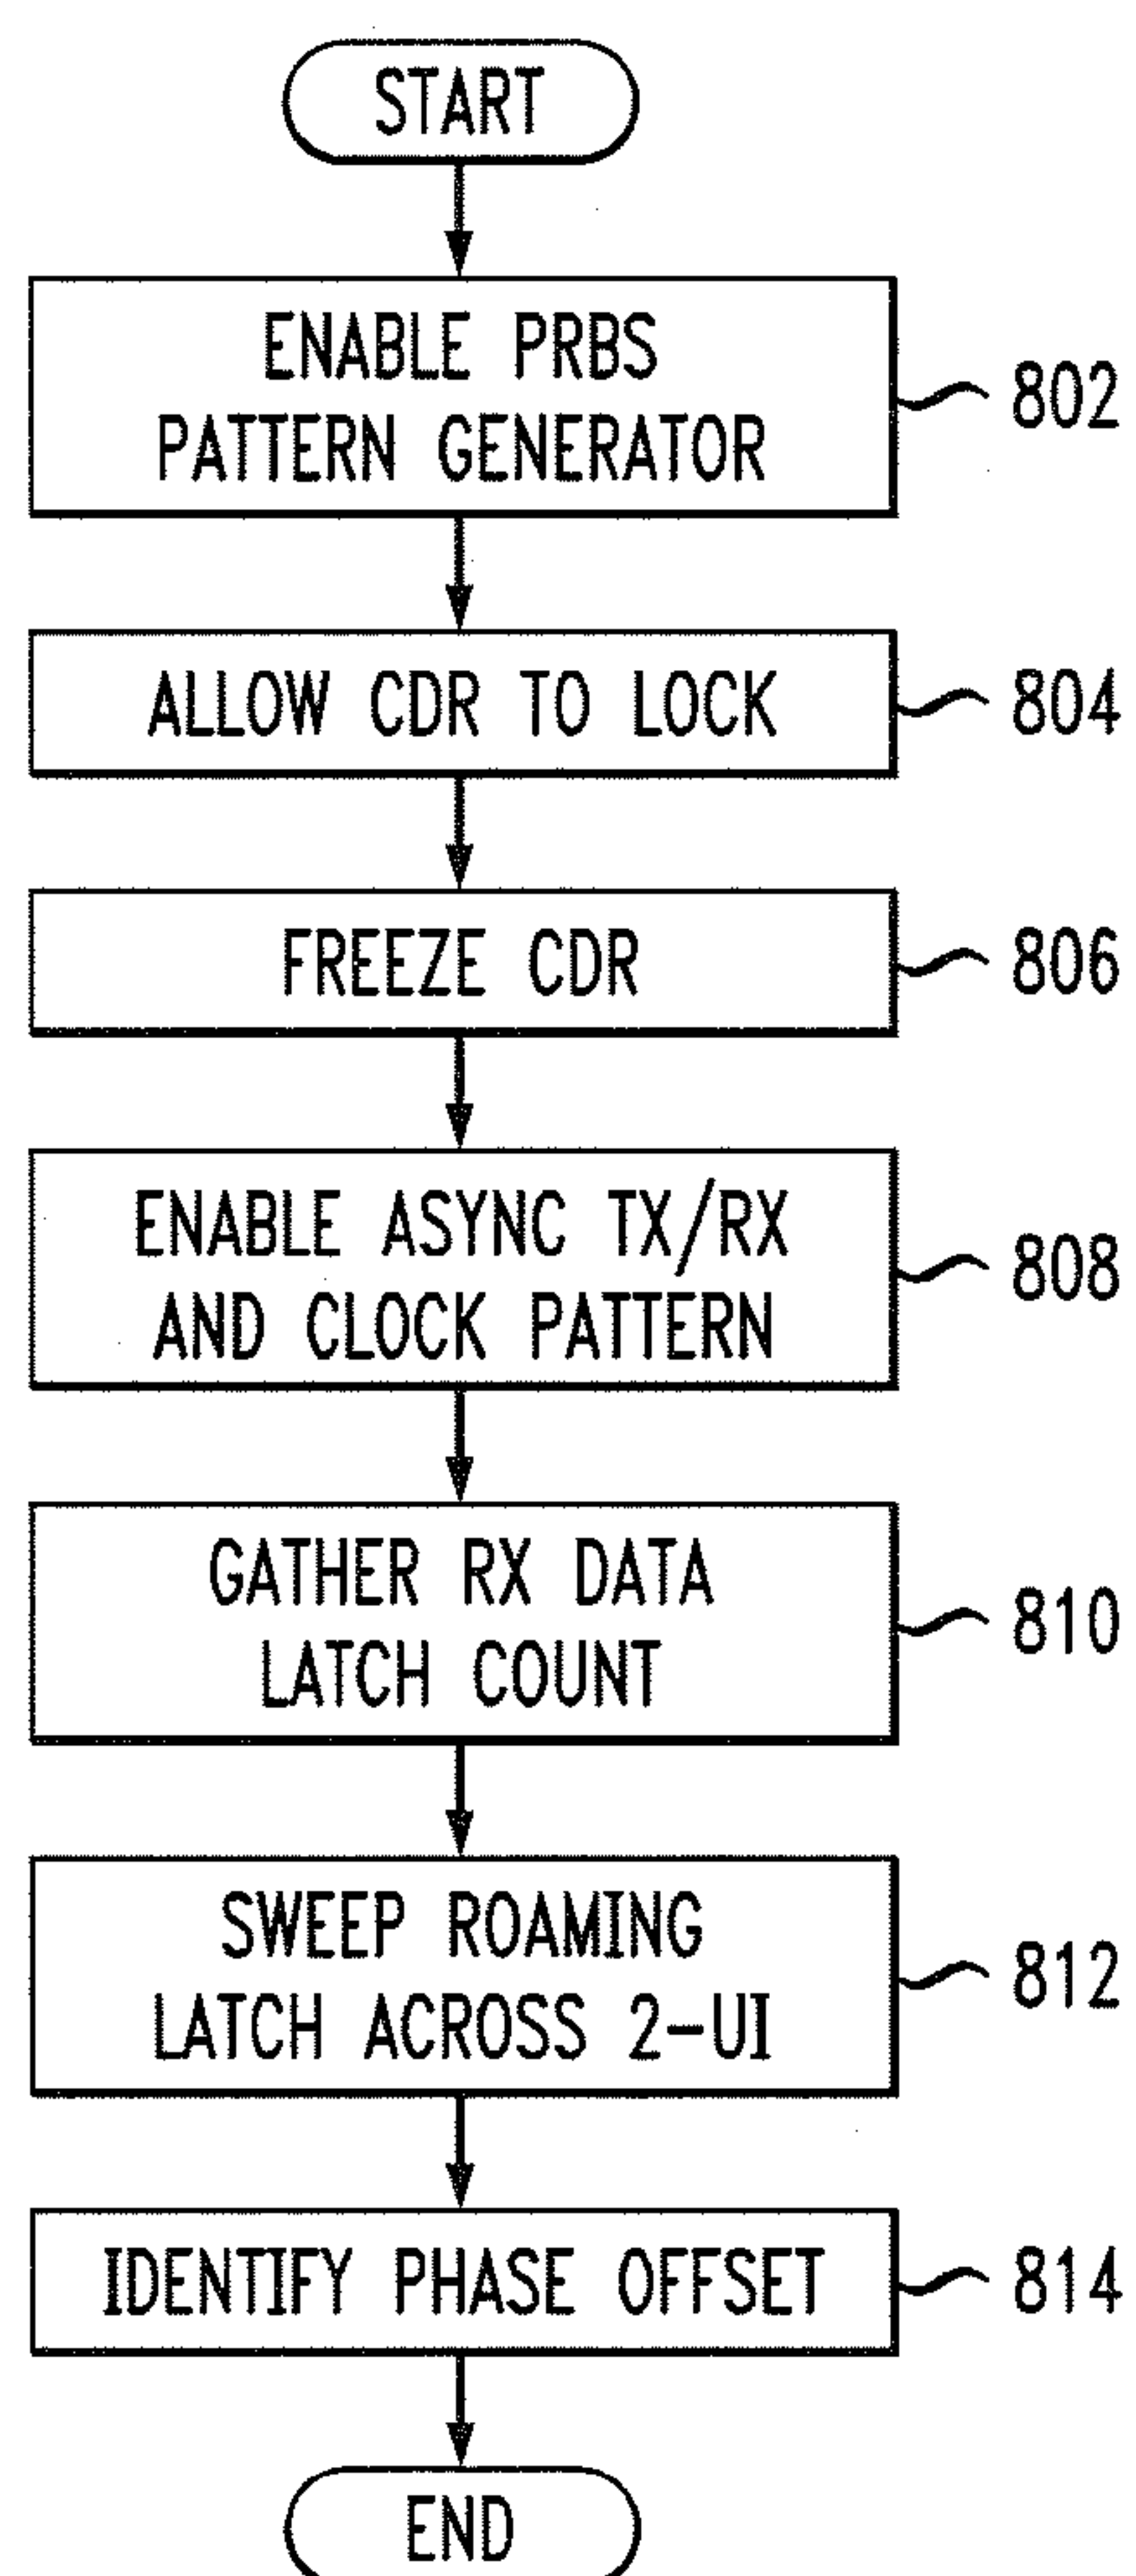 START
ENABLE PRBS
PATTERN GENERATOR
802
ALLOW CDR TO LOCK
804
FREEZE CDR
806
ENABLE ASYNC TX/RX
AND CLOCK PATTERN
808
GATHER RX DATA
LATCH COUNT
810
SWEEP ROAMING
LATCH ACROSS 2-UI
812
IDENTIFY PHASE OFFSET
814
END